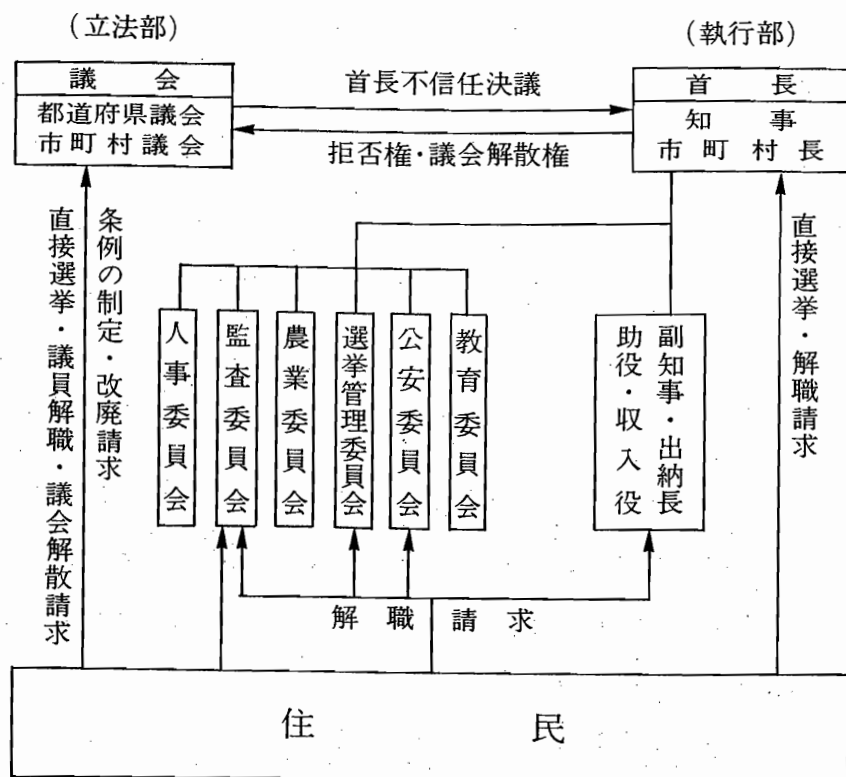 （立法部）
（執行部）
議会
都道府県議会
市町村議会
首長不信任決議
拒否権・議会解散権
首長
知事
市町村長
条例の制定・改廃請求
直接選挙・議員解職・議会解散請求
人事委員会
監査委員会
農業委員会
選挙管理委員会
公安委員会
教育委員会
副知事・出納長
助役・収入役
直接選挙・解職請求
解職請求
住民